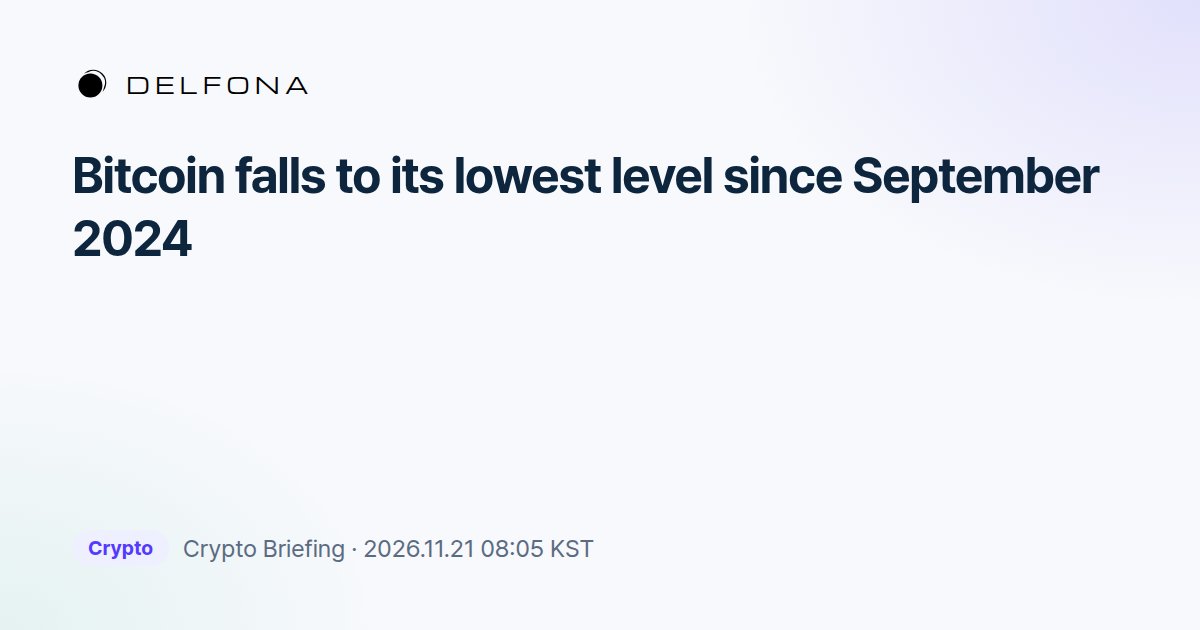 DELFONA
Bitcoin falls to its lowest level since September
2024
Crypto Crypto Briefing · 2026.11.21 08:05 KST